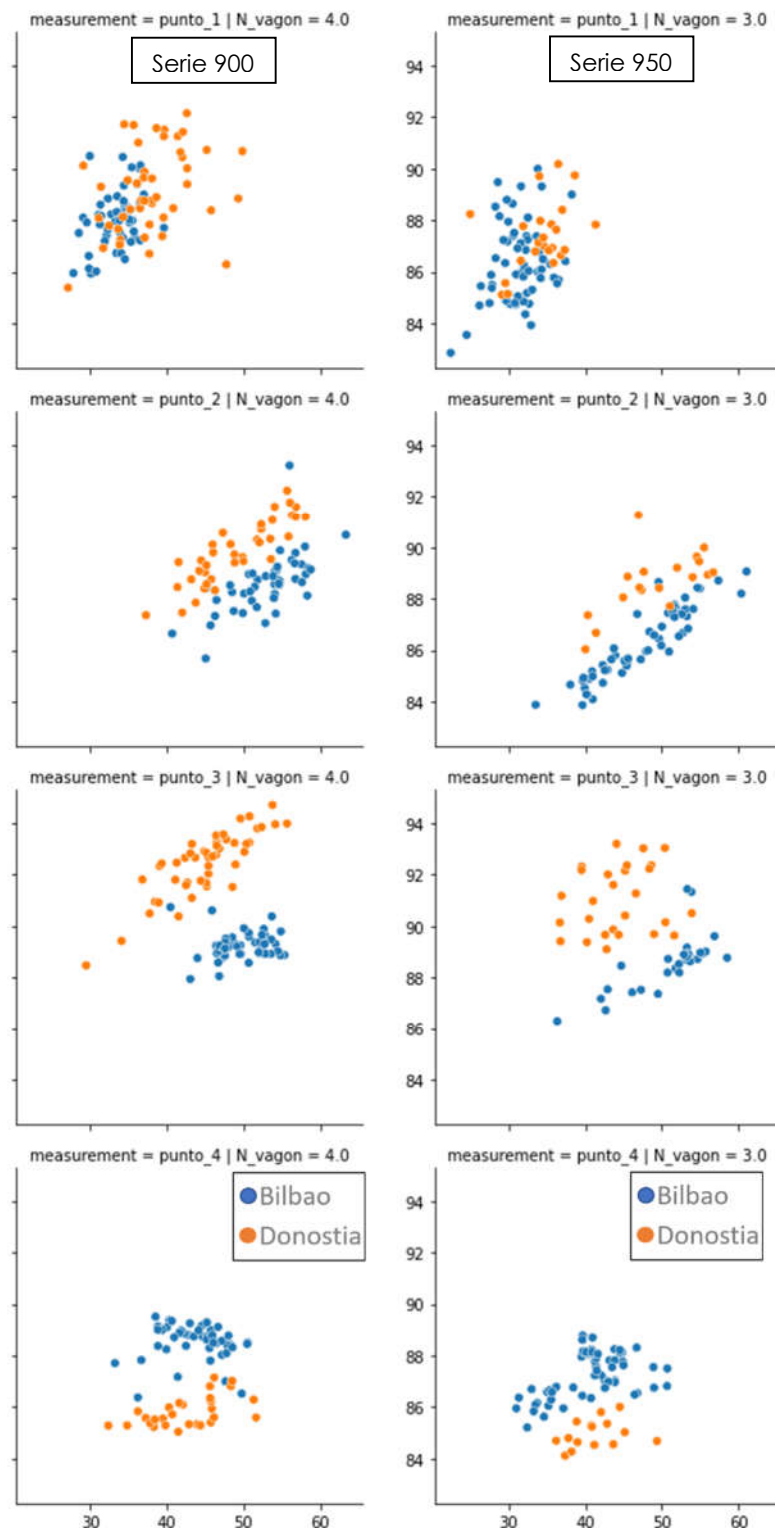 measurement = punto_1 | N_vagon = 4.0
measurement = punto_1 | N_vagon = 3.0
Serie 900
Serie 950
94
92
90
88
86
84
measurement = punto_2 | N_vagon = 4.0
measurement = punto_2 | N_vagon = 3.0
94
92
90
88
86
84
measurement = punto_3 | N_vagon = 4.0
measurement = punto_3 | N_vagon = 3.0
94
92
90
88
86
84
measurement = punto_4 | N_vagon = 4.0
measurement = punto_4 | N_vagon = 3.0
Bilbao
Donostia
Bilbao
Donostia
94
92
90
88
86
84
30 40 50 60
30 40 50 60